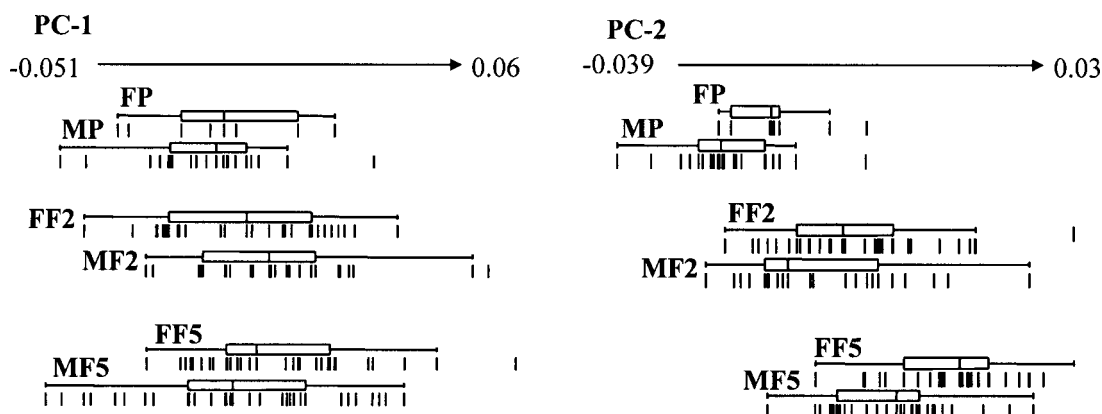 PC-1
-0.051 0.06
FP
MP
FF2
MF2
FF5
MF5
PC-2
-0.039 0.03
FP
MP
FF2
MF2
FF5
MF5